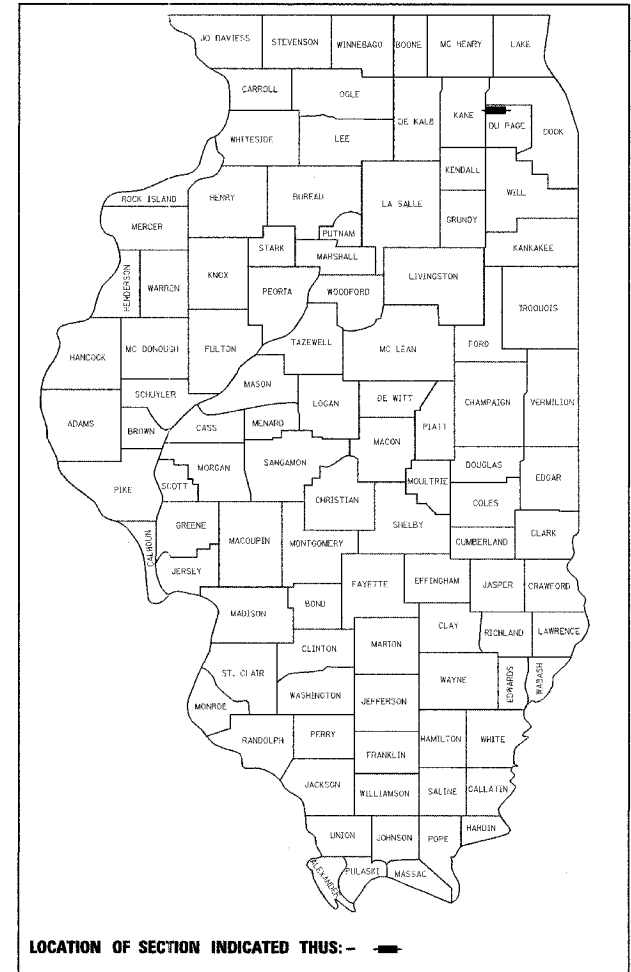 JO DAVIESS
STEVENSON
WINNEBAGO
BOONE
MC HENRY
LAKE
CARROLL
OGLE
DE KALB
KANE
DU PAGE
COOK
WHITESIDE
LEE
KENDALL
WILL
ROCK ISLAND
HENRY
BUREAU
LA SALLE
GRUNDY
MERCER
PUTNAM
STARK
MARSHALL
KANKAKEE
HENDERSON
WARREN
KNOX
PEORIA
WOODFORD
LIVINGSTON
IROQUOIS
HANCOCK
MC DONOUGH
FULTON
TAZEWELL
MC LEAN
FORD
MASON
SCHUYLER
LOGAN
DE WITT
CHAMPAIGN
VERMILION
ADAMS
BROWN
CASS
MENARD
MACON
PIATT
MORGAN
SANGAMON
DOUGLAS
PIKE
SCOTT
CHRISTIAN
MOULTRIE
COLES
EDGAR
GREENE
MACOUPIN
MONTGOMERY
SHELBY
CUMBERLAND
CLARK
CALHOUN
JERSEY
FAYETTE
EFFINGHAM
JASPER
CRAWFORD
MADISON
BOND
CLAY
RICHLAND
LAWRENCE
CLINTON
MARION
ST. CLAIR
WAYNE
EDWARDS
WABASH
WASHINGTON
JEFFERSON
MONROE
RANDOLPH
PERRY
HAMILTON
WHITE
FRANKLIN
JACKSON
WILLIAMSON
SALINE
GALLATIN
UNION
JOHNSON
POPE
HARDIN
ALEXANDER
PULASKI
MASSAC
LOCATION OF SECTION INDICATED THUS: -